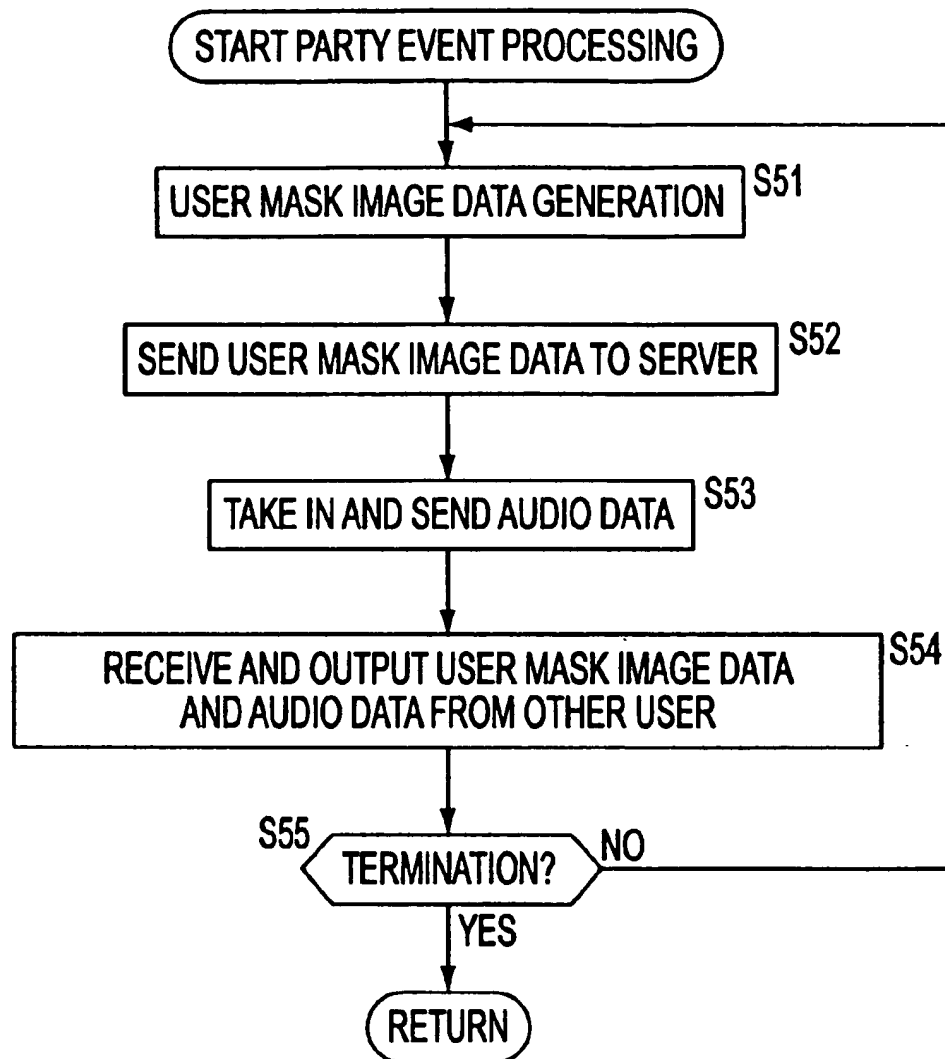 START PARTY EVENT PROCESSING
USER MASK IMAGE DATA GENERATION
S51
SEND USER MASK IMAGE DATA TO SERVER
S52
TAKE IN AND SEND AUDIO DATA
S53
RECEIVE AND OUTPUT USER MASK IMAGE DATA
AND AUDIO DATA FROM OTHER USER
S54
S55
TERMINATION?
NO
YES
RETURN